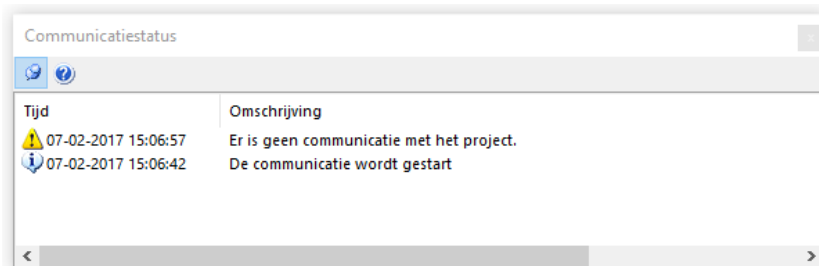 Communicatiestatus
Tijd Omschrijving
07-02-2017 15:06:57 Er is geen communicatie met het project.
07-02-2017 15:06:42 De communicatie wordt gestart